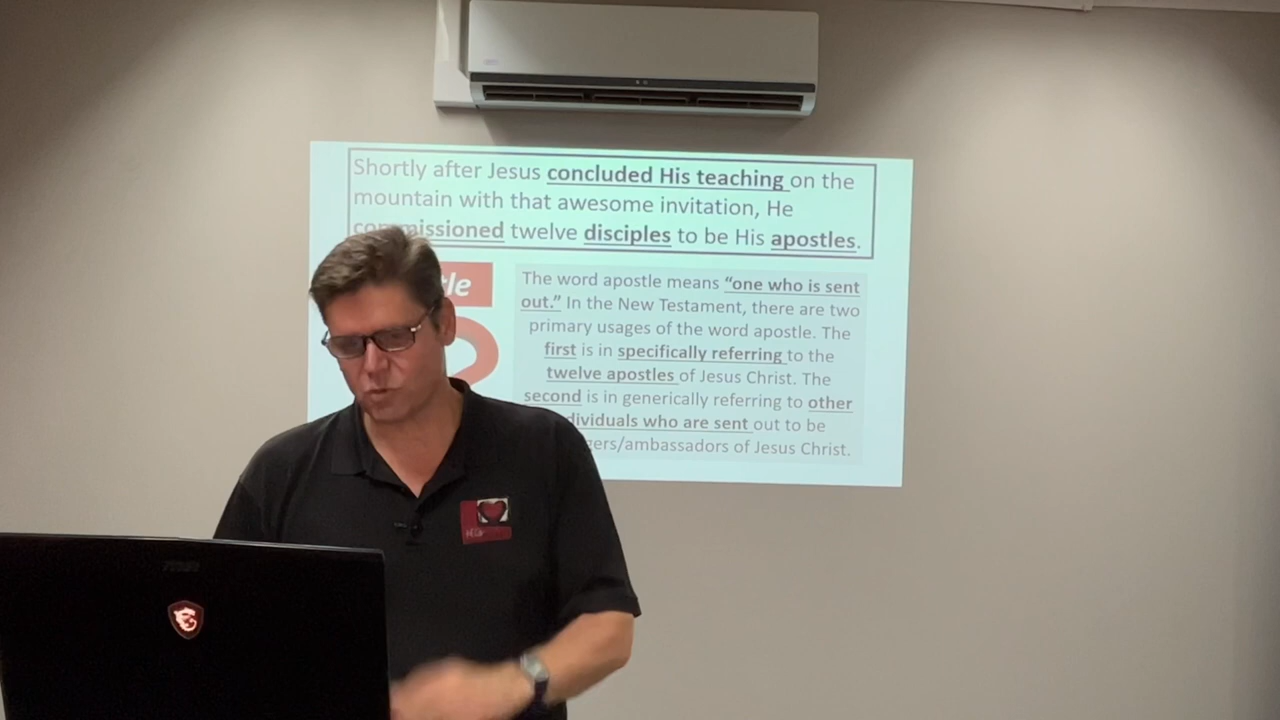 Shortly after Jesus concluded His teaching on the
mountain with that awesome invitation, He
commissioned twelve disciples to be His apostles.
The word apostle means “one who is sent
out.” In the New Testament, there are two
primary usages of the word apostle. The
first is in specifically referring to the
twelve apostles of Jesus Christ. The
second is in generically referring to other
individuals who are sent out to be
of Jesus Christ.